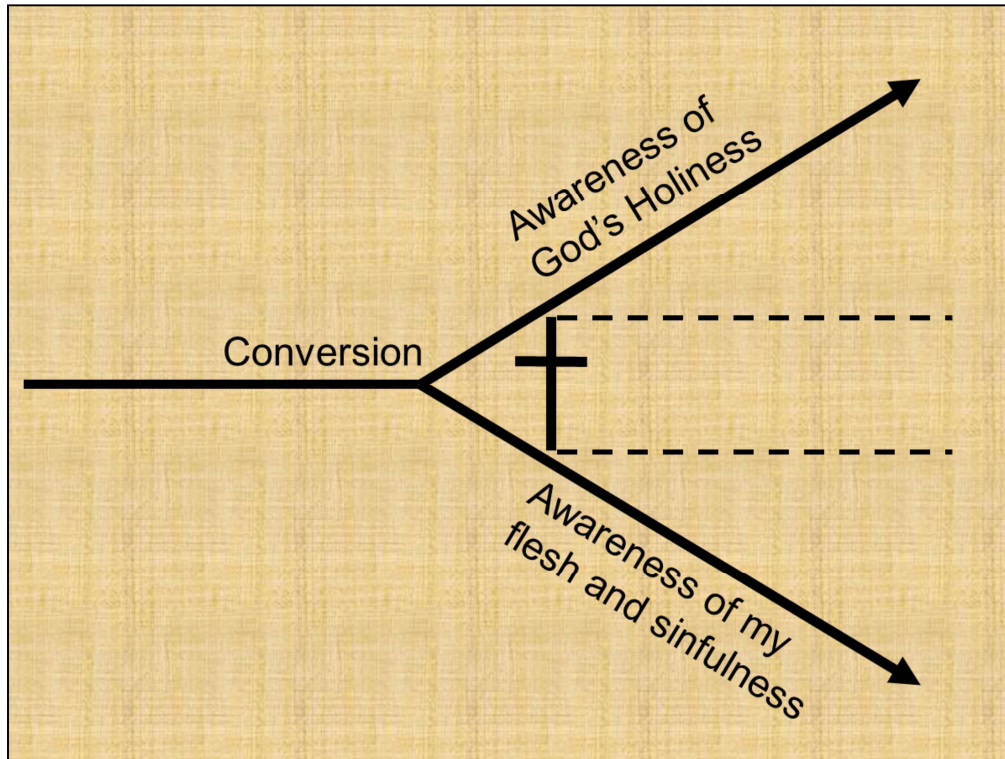 Awareness of
God's Holiness
Conversion
Awareness of my
flesh and sinfulness